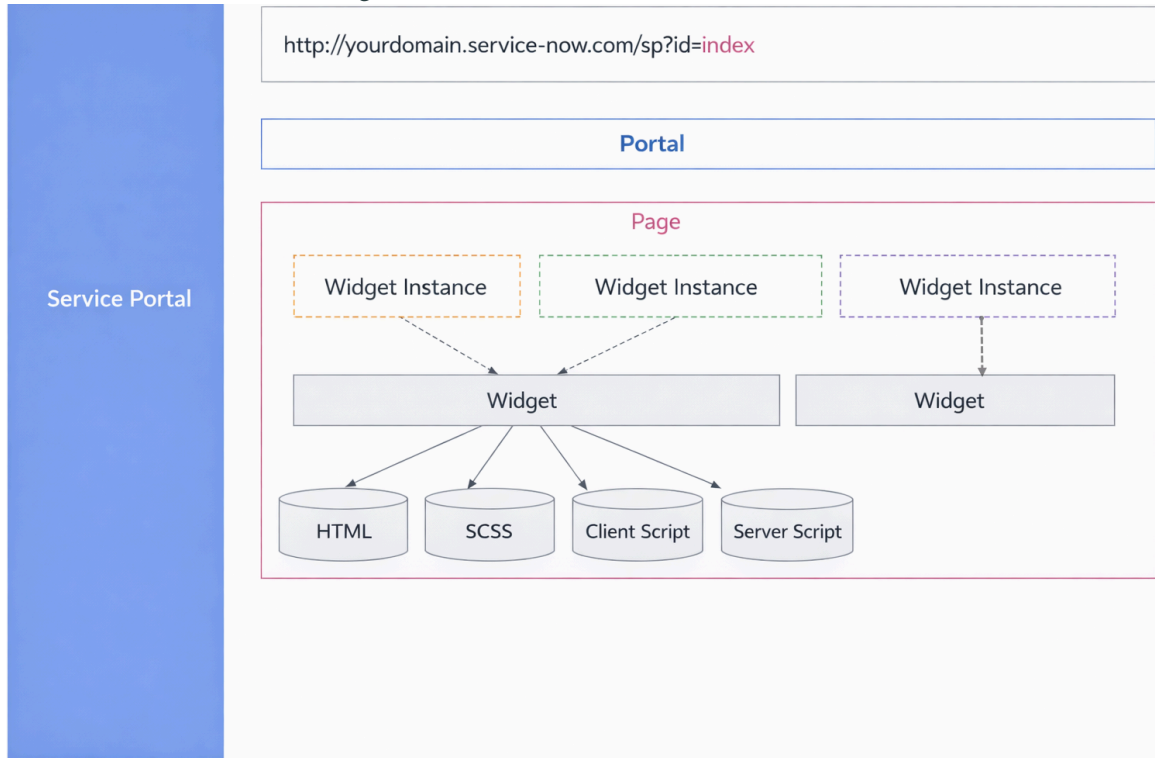 http://yourdomain.service-now.com/sp?id=index
Portal
Page
Service Portal
Widget Instance
Widget Instance
Widget Instance
Widget
Widget
HTML
SCSS
Client Script
Server Script